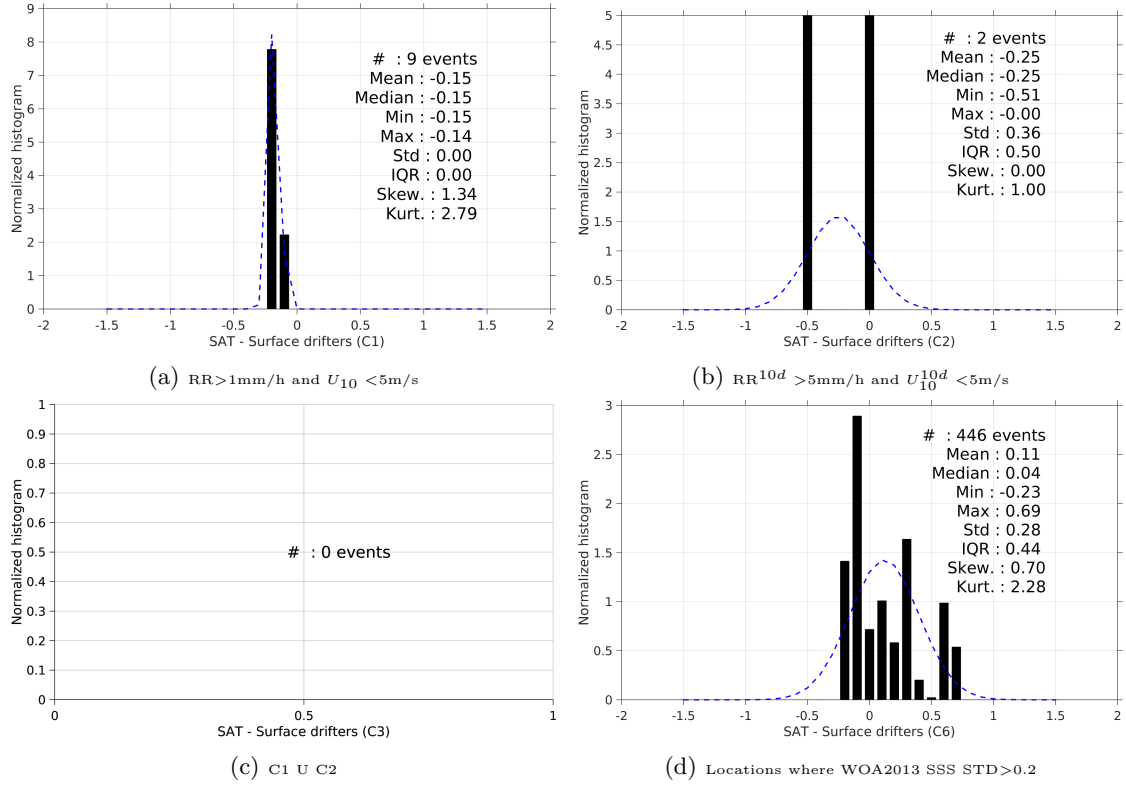 9
8
7
6
5
4
3
2
1
0
-2
-1.5
-1
-0.5
0
0.5
1
1.5
2
Normalized histogram
SAT - Surface drifters (C1)
# : 9 events
Mean : -0.15
Median : -0.15
Min : -0.15
Max : -0.14
Std : 0.00
IQR : 0.00
Skew. : 1.34
Kurt. : 2.79
(a) RR>1mm/h and U10 <5m/s
5
4.5
4
3.5
3
2.5
2
1.5
1
0.5
0
-2
-1.5
-1
-0.5
0
0.5
1
1.5
2
Normalized histogram
SAT - Surface drifters (C2)
# : 2 events
Mean : -0.25
Median : -0.25
Min : -0.51
Max : -0.00
Std : 0.36
IQR : 0.50
Skew. : 0.00
Kurt. : 1.00
(b) RR^10d >5mm/h and U_10^10d <5m/s
1
0.9
0.8
0.7
0.6
0.5
0.4
0.3
0.2
0.1
0
0
0.5
1
Normalized histogram
SAT - Surface drifters (C3)
# : 0 events
(c) C1 U C2
3
2.5
2
1.5
1
0.5
0
-2
-1.5
-1
-0.5
0
0.5
1
1.5
2
Normalized histogram
SAT - Surface drifters (C6)
# : 446 events
Mean : 0.11
Median : 0.04
Min : -0.23
Max : 0.69
Std : 0.28
IQR : 0.44
Skew. : 0.70
Kurt. : 2.28
(d) Locations where WOA2013 SSS STD>0.2